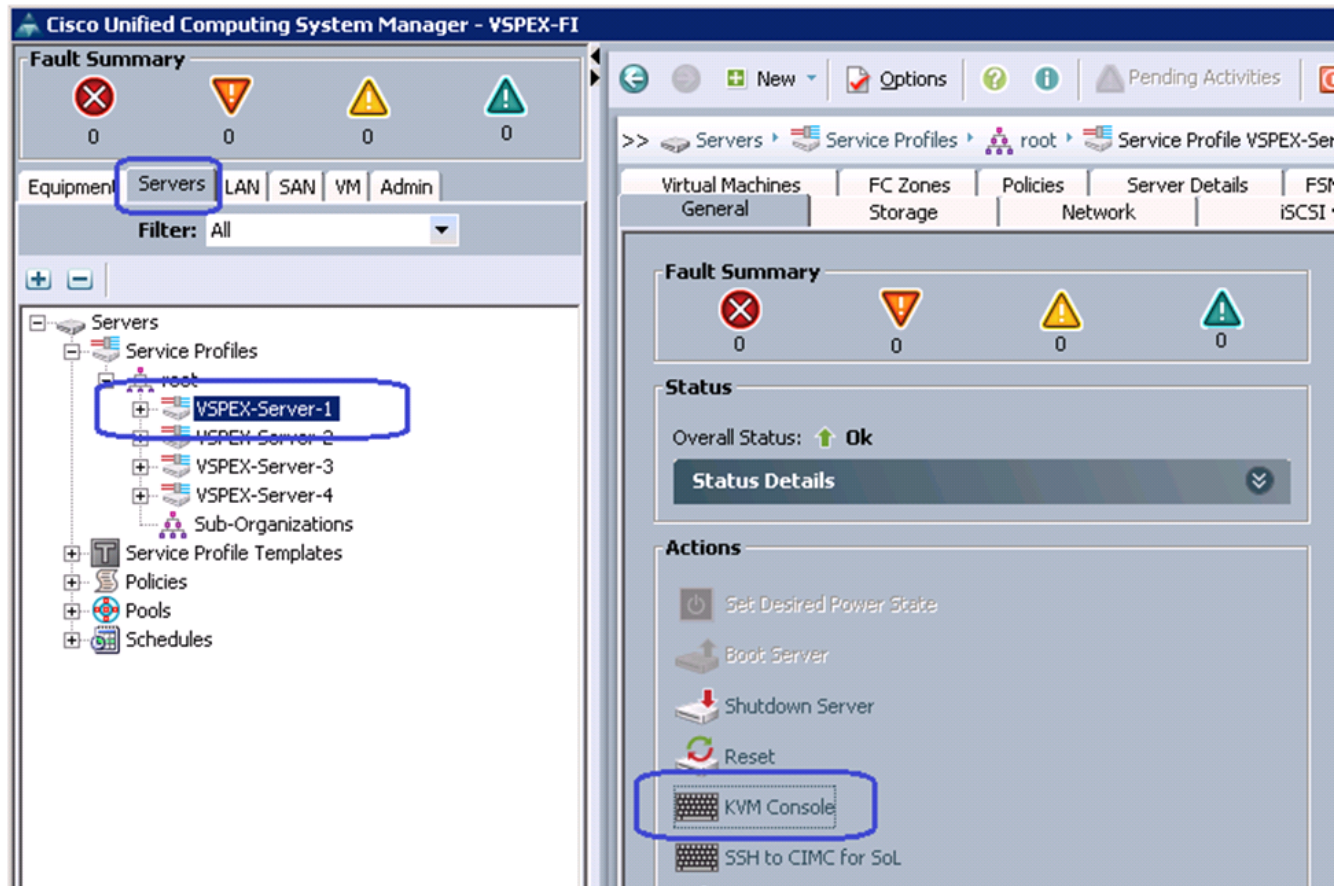 Cisco Unified Computing System Manager - VSPEX-FI
Fault Summary
0 0 0 0
Equipment Servers LAN SAN VM Admin
Filter: All
Servers
Service Profiles
root
VSPEX-Server-1
VSPEX-Server-2
VSPEX-Server-3
VSPEX-Server-4
Sub-Organizations
Service Profile Templates
Policies
Pools
Schedules
New Options Pending Activities
>> Servers Service Profiles root Service Profile VSPEX-Ser
Virtual Machines FC Zones Policies Server Details FSM
General Storage Network iSCSI
Fault Summary
0 0 0 0
Status
Overall Status: Ok
Status Details
Actions
Set Desired Power State
Boot Server
Shutdown Server
Reset
KVM Console
SSH to CIMC for SoL